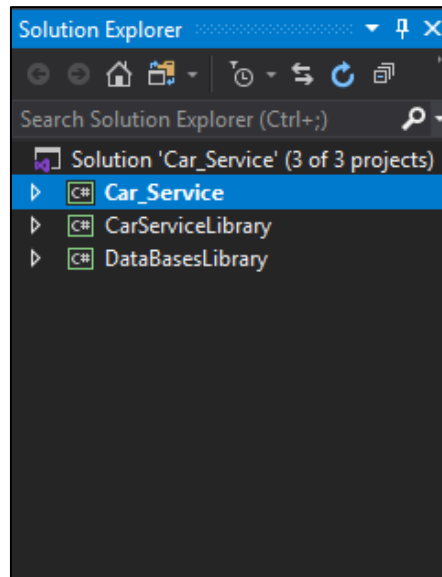 Solution Explorer
Search Solution Explorer (Ctrl+;)
Solution 'Car_Service' (3 of 3 projects)
C# Car_Service
C# CarServiceLibrary
C# DataBasesLibrary